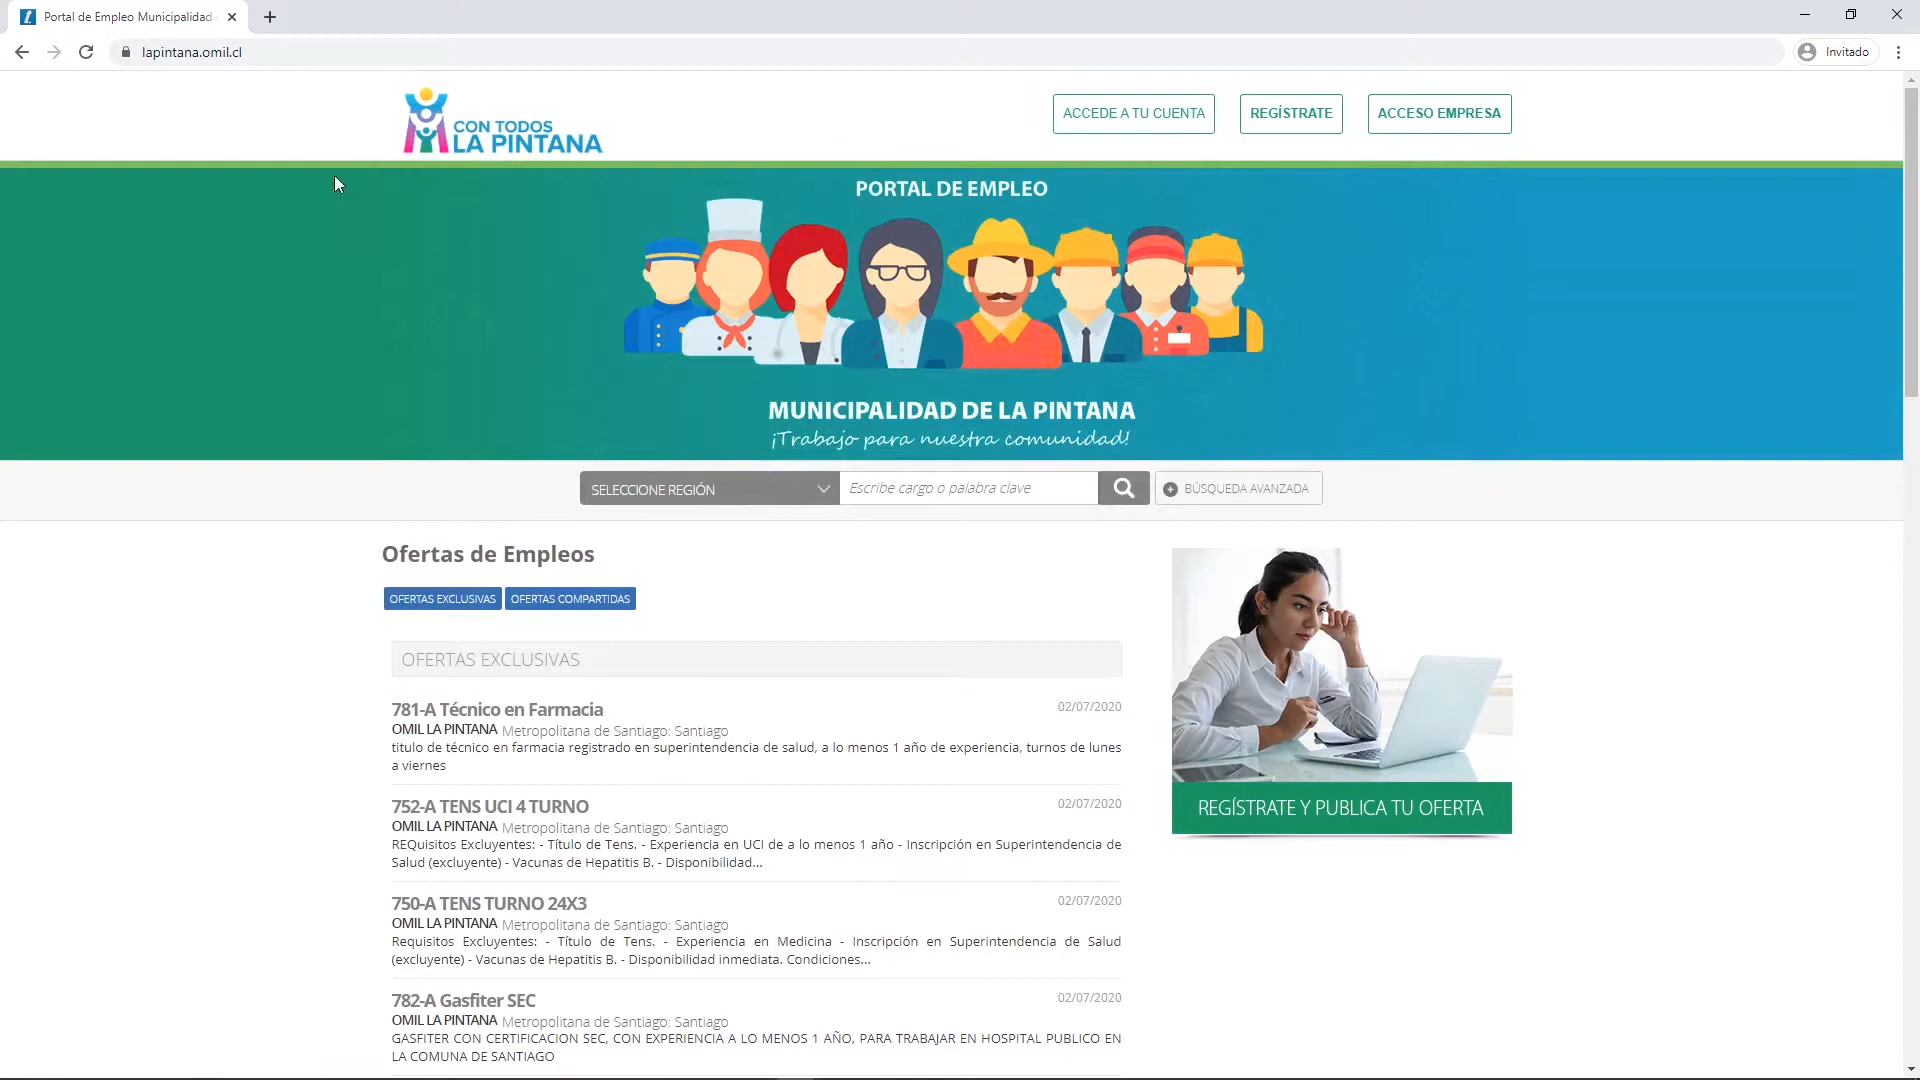 Portal de Empleo Municipalidad
lapintana.omil.cl
Invitado
CON TODOS
LA PINTANA
ACCEDE A TU CUENTA
REGÍSTRATE
ACCESO EMPRESA
PORTAL DE EMPLEO
MUNICIPALIDAD DE LA PINTANA
¡Trabajo para nuestra comunidad!
SELECCIONE REGIÓN
Escribe cargo o palabra clave
BÚSQUEDA AVANZADA
Ofertas de Empleos
OFERTAS EXCLUSIVAS
OFERTAS COMPARTIDAS
OFERTAS EXCLUSIVAS
781-A Técnico en Farmacia 02/07/2020
OMIL LA PINTANA Metropolitana de Santiago: Santiago
titulo de técnico en farmacia registrado en superintendencia de salud, a lo menos 1 año de experiencia, turnos de lunes
a viernes
752-A TENS UCI 4 TURNO 02/07/2020
OMIL LA PINTANA Metropolitana de Santiago: Santiago
REQuisitos Excluyentes: - Título de Tens. - Experiencia en UCI de a lo menos 1 año - Inscripción en Superintendencia de
Salud (excluyente) - Vacunas de Hepatitis B. - Disponibilidad...
750-A TENS TURNO 24X3 02/07/2020
OMIL LA PINTANA Metropolitana de Santiago: Santiago
Requisitos Excluyentes: - Título de Tens. - Experiencia en Medicina - Inscripción en Superintendencia de Salud
(excluyente) - Vacunas de Hepatitis B. - Disponibilidad inmediata. Condiciones...
782-A Gasfiter SEC 02/07/2020
OMIL LA PINTANA Metropolitana de Santiago: Santiago
GASFITER CON CERTIFICACION SEC, CON EXPERIENCIA A LO MENOS 1 AÑO, PARA TRABAJAR EN HOSPITAL PUBLICO EN
LA COMUNA DE SANTIAGO
REGÍSTRATE Y PUBLICA TU OFERTA